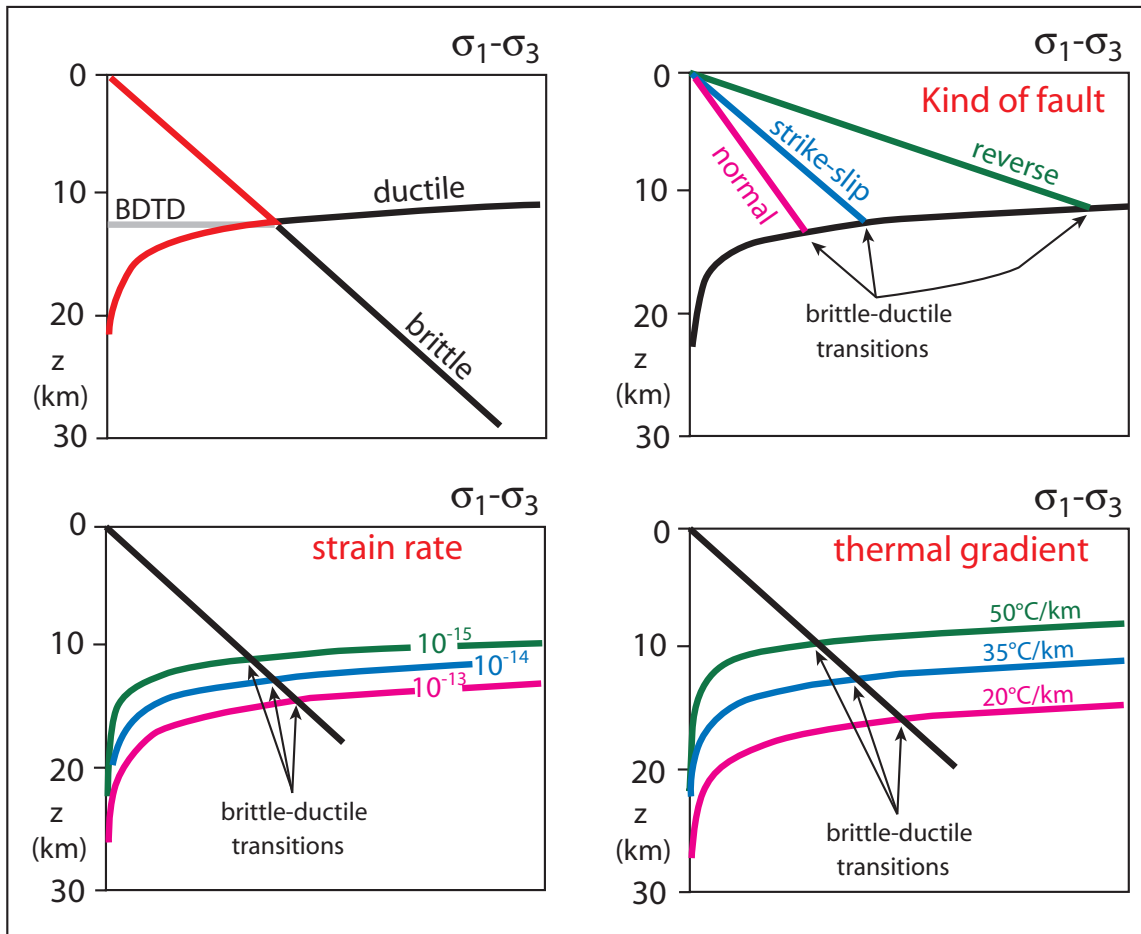 σ1-σ3
0
10
20
30
z
(km)
BDTD
ductile
brittle
σ1-σ3
0
10
20
30
z
(km)
Kind of fault
normal
strike-slip
reverse
brittle-ductile
transitions
σ1-σ3
0
10
20
30
z
(km)
strain rate
10-15
10-14
10-13
brittle-ductile
transitions
σ1-σ3
0
10
20
30
z
(km)
thermal gradient
50°C/km
35°C/km
20°C/km
brittle-ductile
transitions